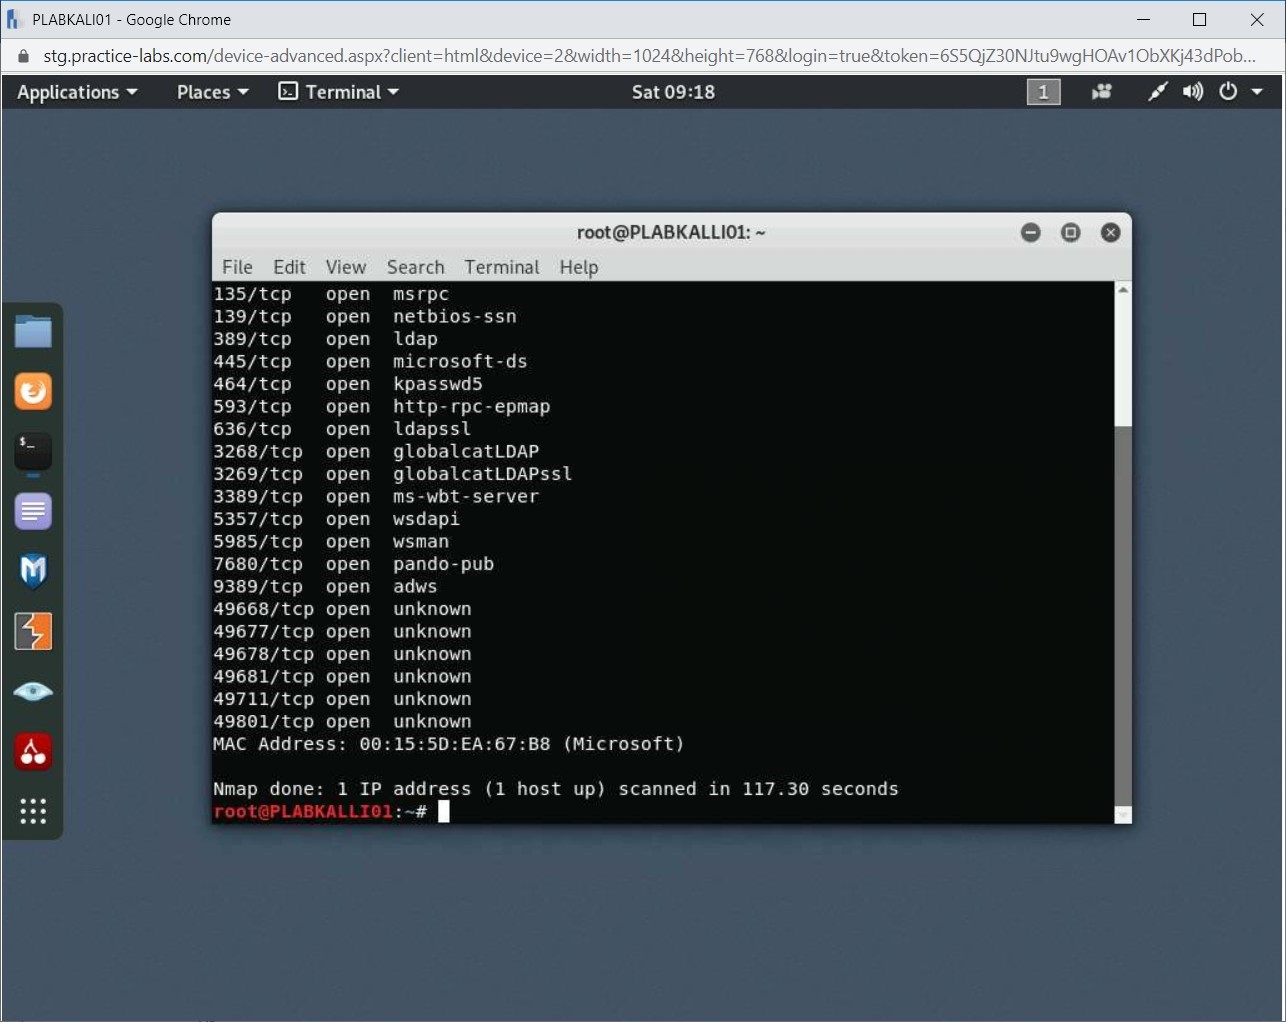 PLABKALI01 - Google Chrome
stg.practice-labs.com/device-advanced.aspx?client=html&device=2&width=1024&height=768&login=true&token=6S5QjZ30NJtu9wgHOAv1ObXKj43dPob...
Applications Places Terminal Sat 09:18 1
root@PLABKALLI01: ~
File Edit View Search Terminal Help
135/tcp open msrpc
139/tcp open netbios-ssn
389/tcp open ldap
445/tcp open microsoft-ds
464/tcp open kpasswd5
593/tcp open http-rpc-epmap
636/tcp open ldapssl
3268/tcp open globalcatLDAP
3269/tcp open globalcatLDAPssl
3389/tcp open ms-wbt-server
5357/tcp open wsdapi
5985/tcp open wsman
7680/tcp open pando-pub
9389/tcp open adws
49668/tcp open unknown
49677/tcp open unknown
49678/tcp open unknown
49681/tcp open unknown
49711/tcp open unknown
49801/tcp open unknown
MAC Address: 00:15:5D:EA:67:B8 (Microsoft)
Nmap done: 1 IP address (1 host up) scanned in 117.30 seconds
root@PLABKALLI01:~#
$_